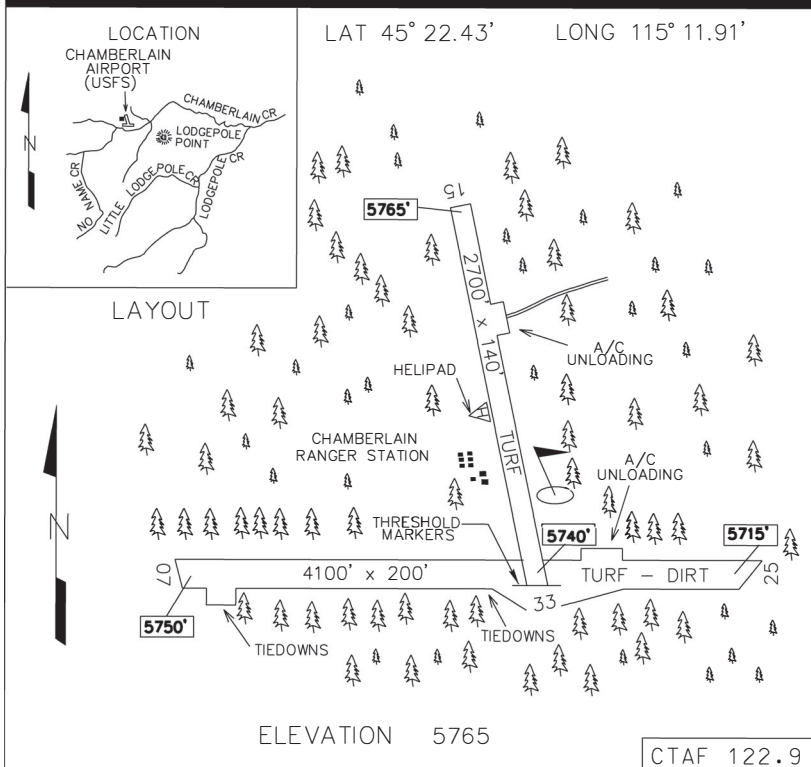 LOCATION
CHAMBERLAIN
AIRPORT
(USFS)
N
CHAMBERLAIN CR
LODGEPOLE
POINT
LODGEPOLE CR
LITTLE LODGEPOLE CR
NO NAME CR
LAT 45° 22.43' LONG 115° 11.91'
LAYOUT
15
5765'
2700' x 140'
A/C
UNLOADING
HELIPAD
H
CHAMBERLAIN
RANGER STATION
TURF
A/C
UNLOADING
N
THRESHOLD
MARKERS
5740'
5715'
07
4100' x 200'
TURF - DIRT
25
33
5750'
TIEDOWNS
TIEDOWNS
ELEVATION 5765
CTAF 122.9